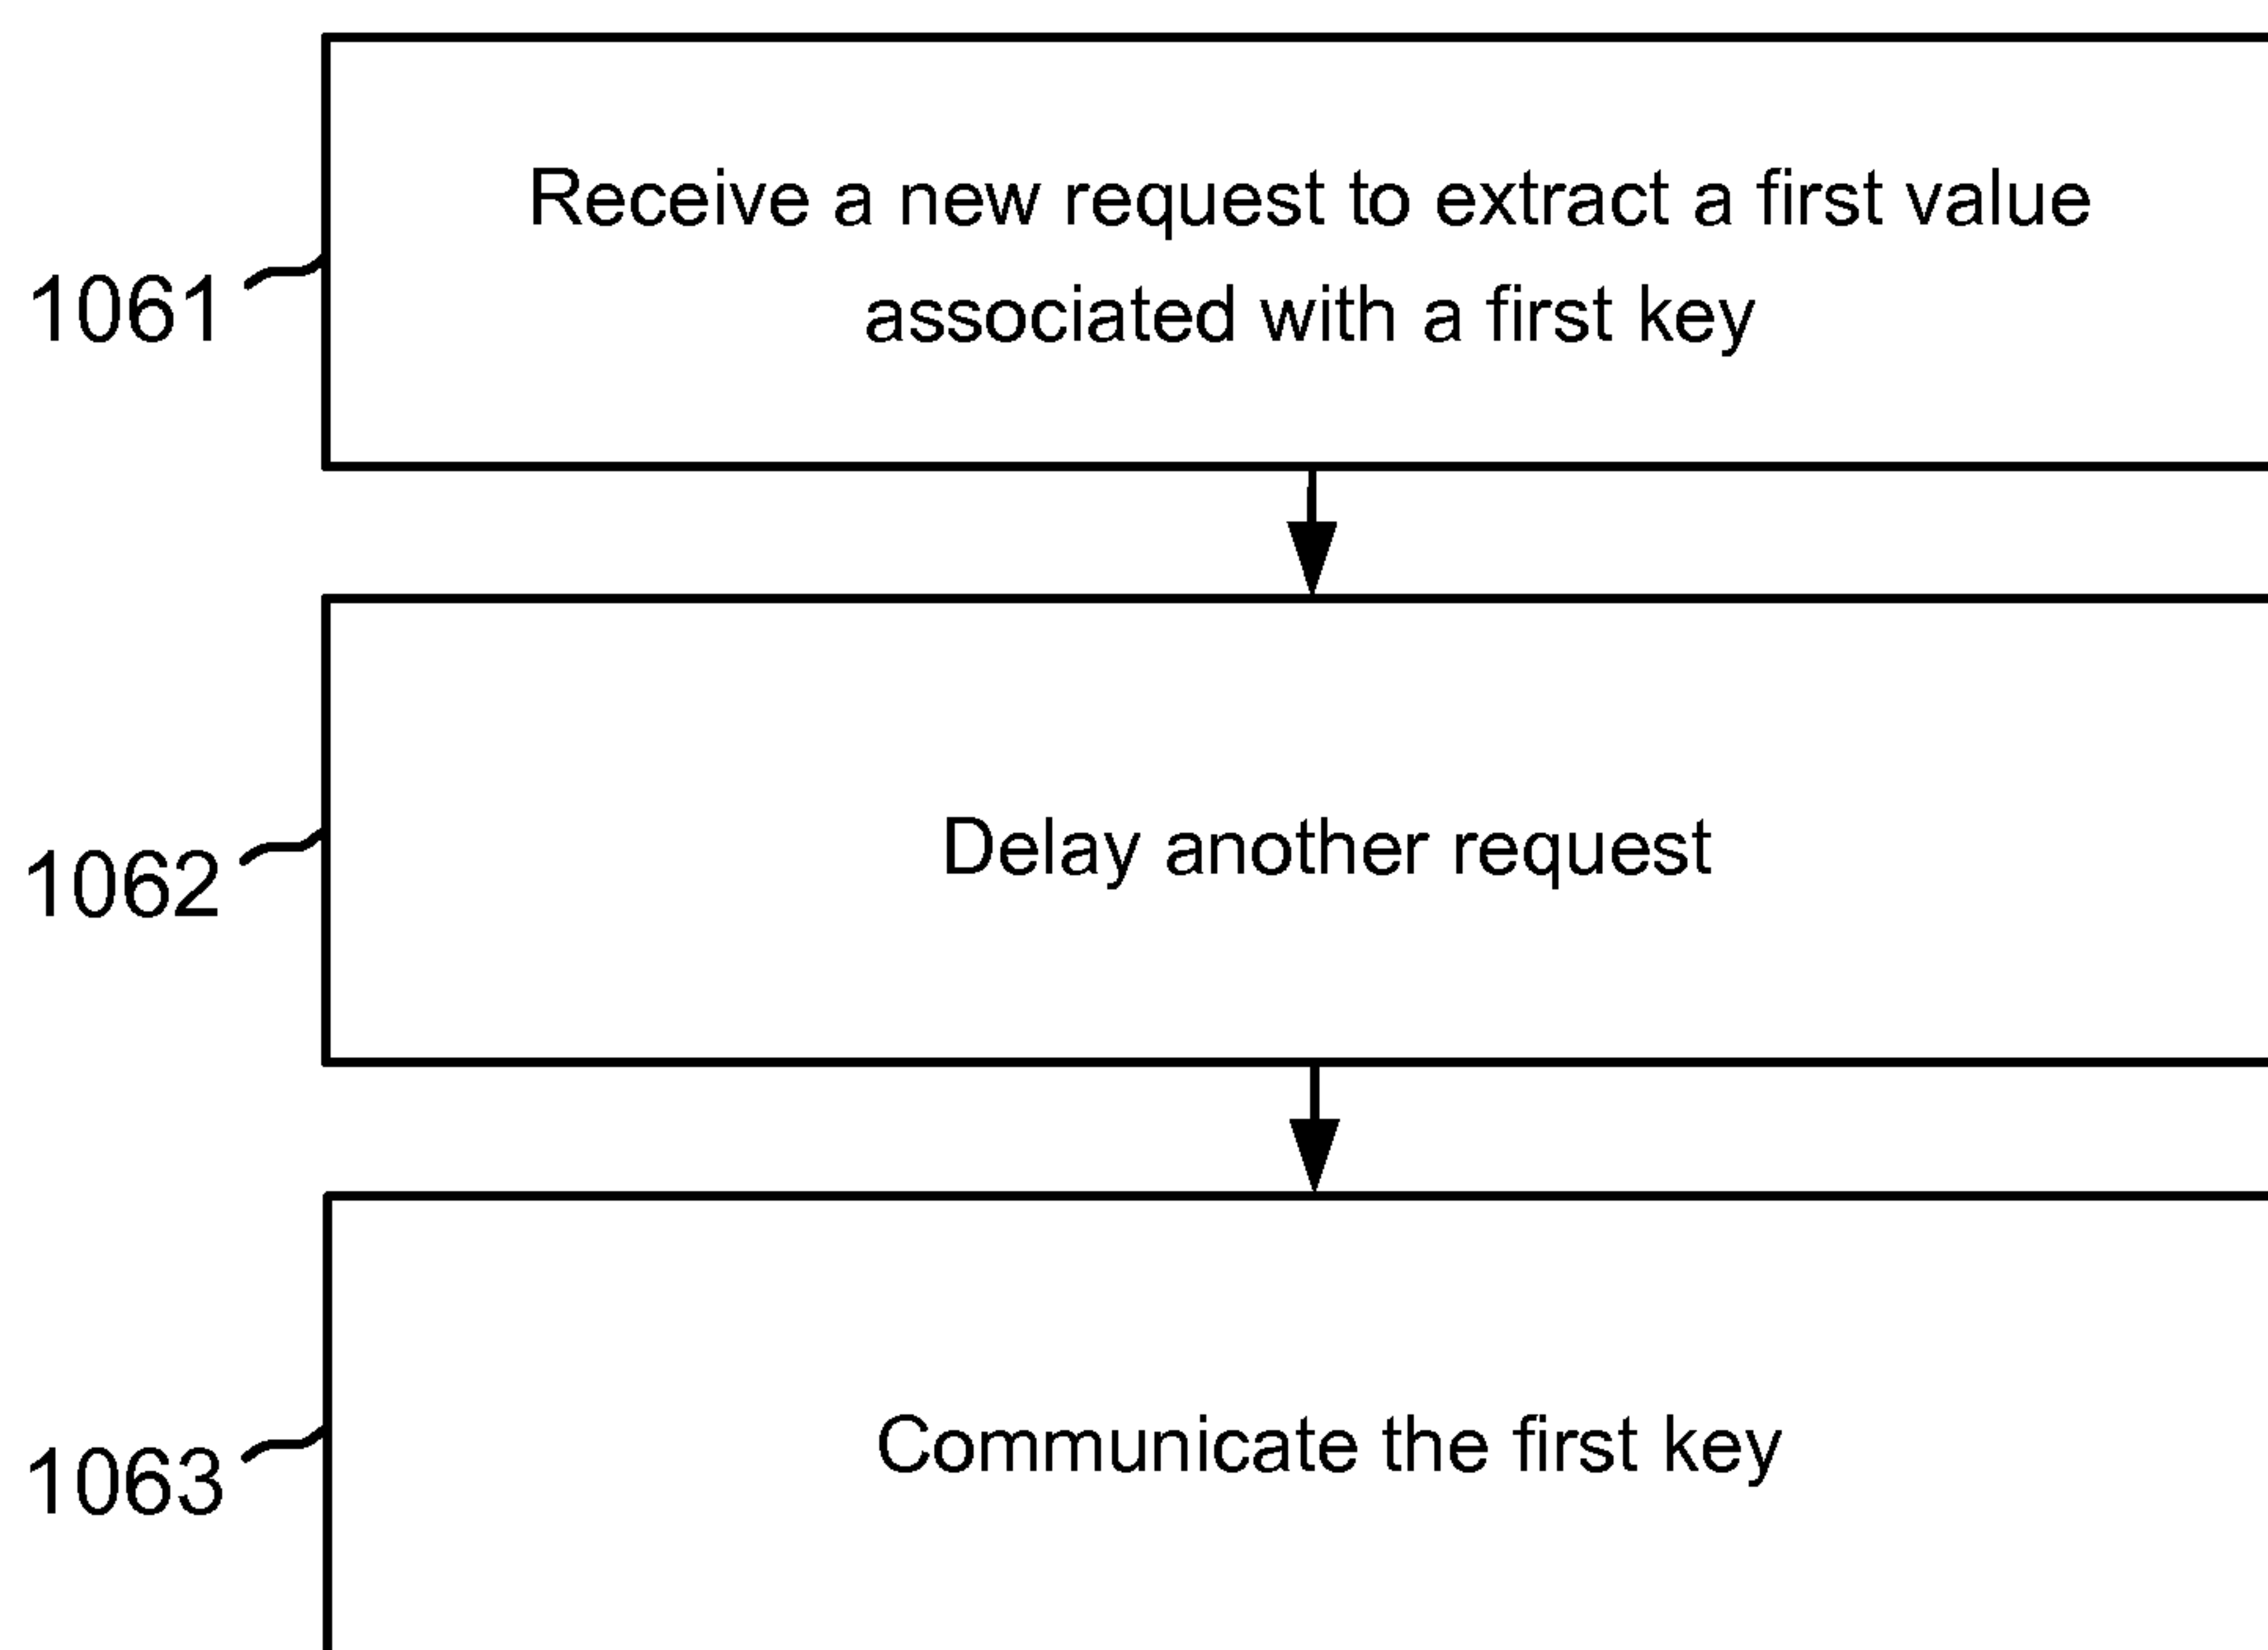 Receive a new request to extract a first value
associated with a first key
1061
Delay another request
1062
Communicate the first key
1063